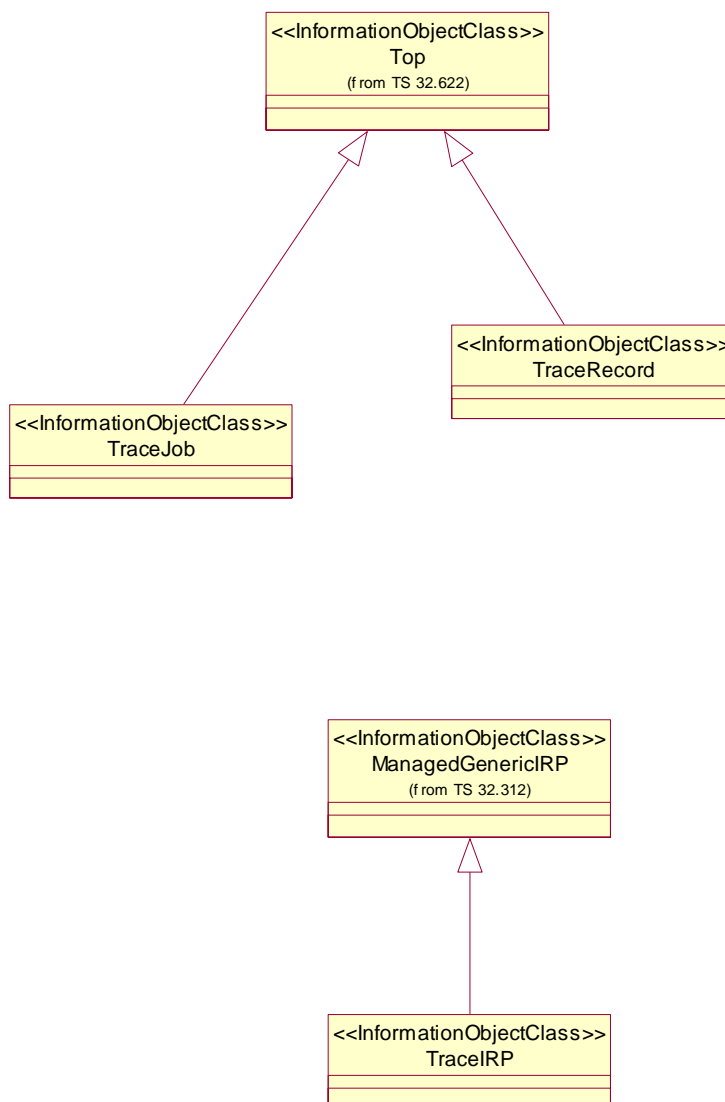 <<InformationObjectClass>>
Top
(from TS 32.622)
<<InformationObjectClass>>
TraceRecord
<<InformationObjectClass>>
TraceJob
<<InformationObjectClass>>
ManagedGenericIRP
(from TS 32.312)
<<InformationObjectClass>>
TraceIRP